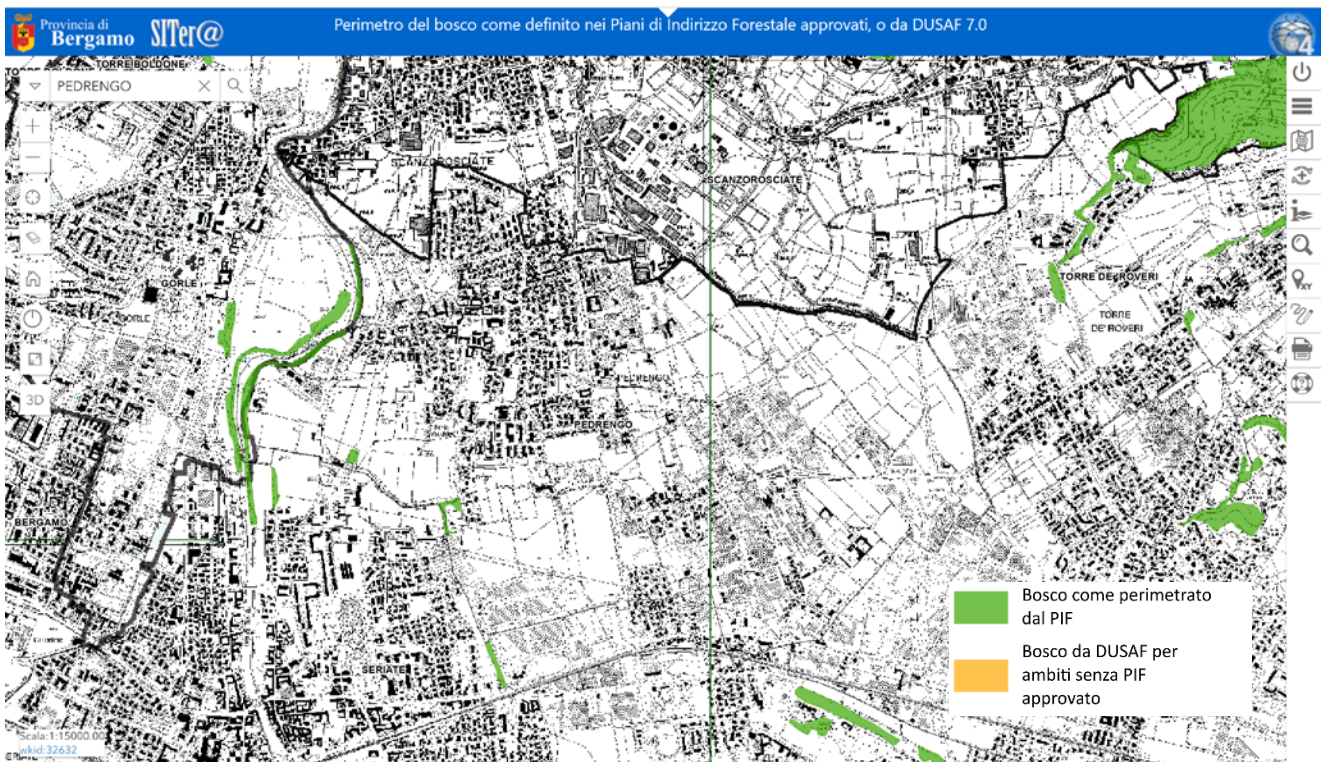 Provincia di
Bergamo
SITer@
Perimetro del bosco come definito nei Piani di Indirizzo Forestale approvati, o da DUSAF 7.0
4
TORRE BOLDONE
PEDRENGO
SCANZOROSCIATE
SCANZOROSCIATE
GORLE
GORLE
TORRE DE' ROVERI
TORRE
DE' ROVERI
3D
PEDRENGO
PEDRENGO
BERGAMO
SERIATE
XY
Bosco come perimetrato
dal PIF
Bosco da DUSAF per
ambiti senza PIF
approvato
Scala:1:15000.00
wkid:32632